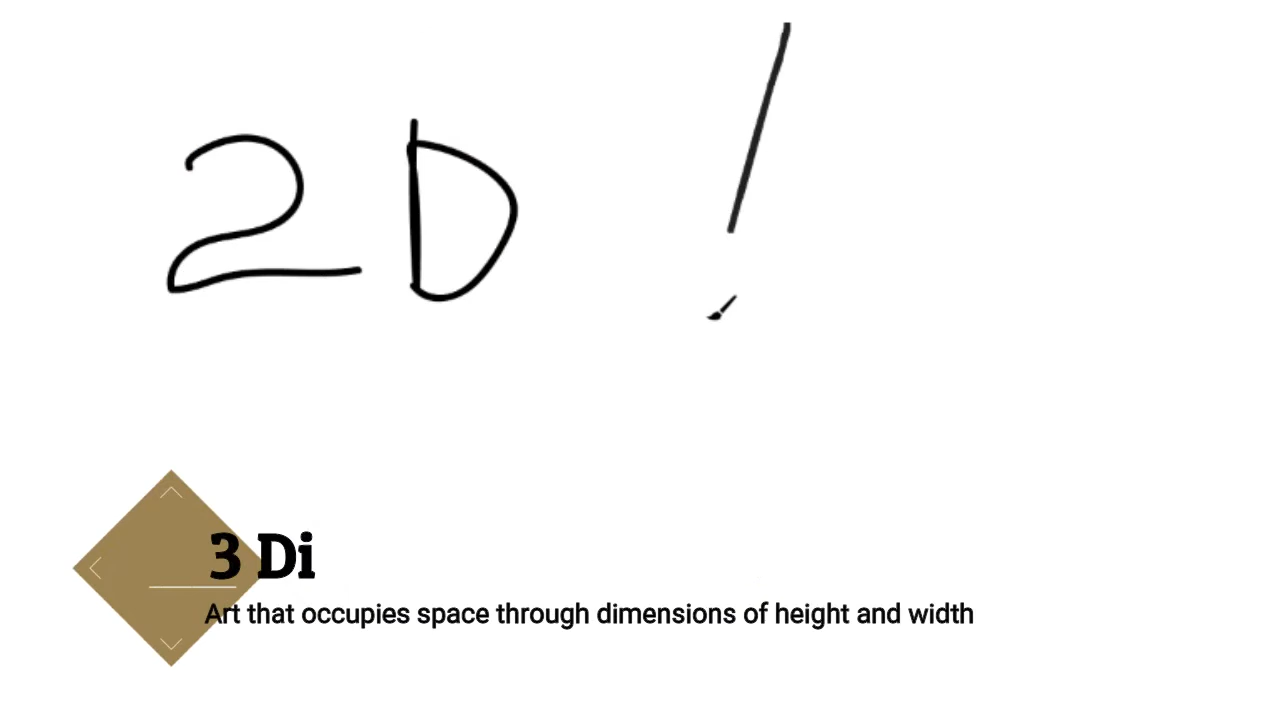 2D!
3 Di
Art that occupies space through dimensions of height and width